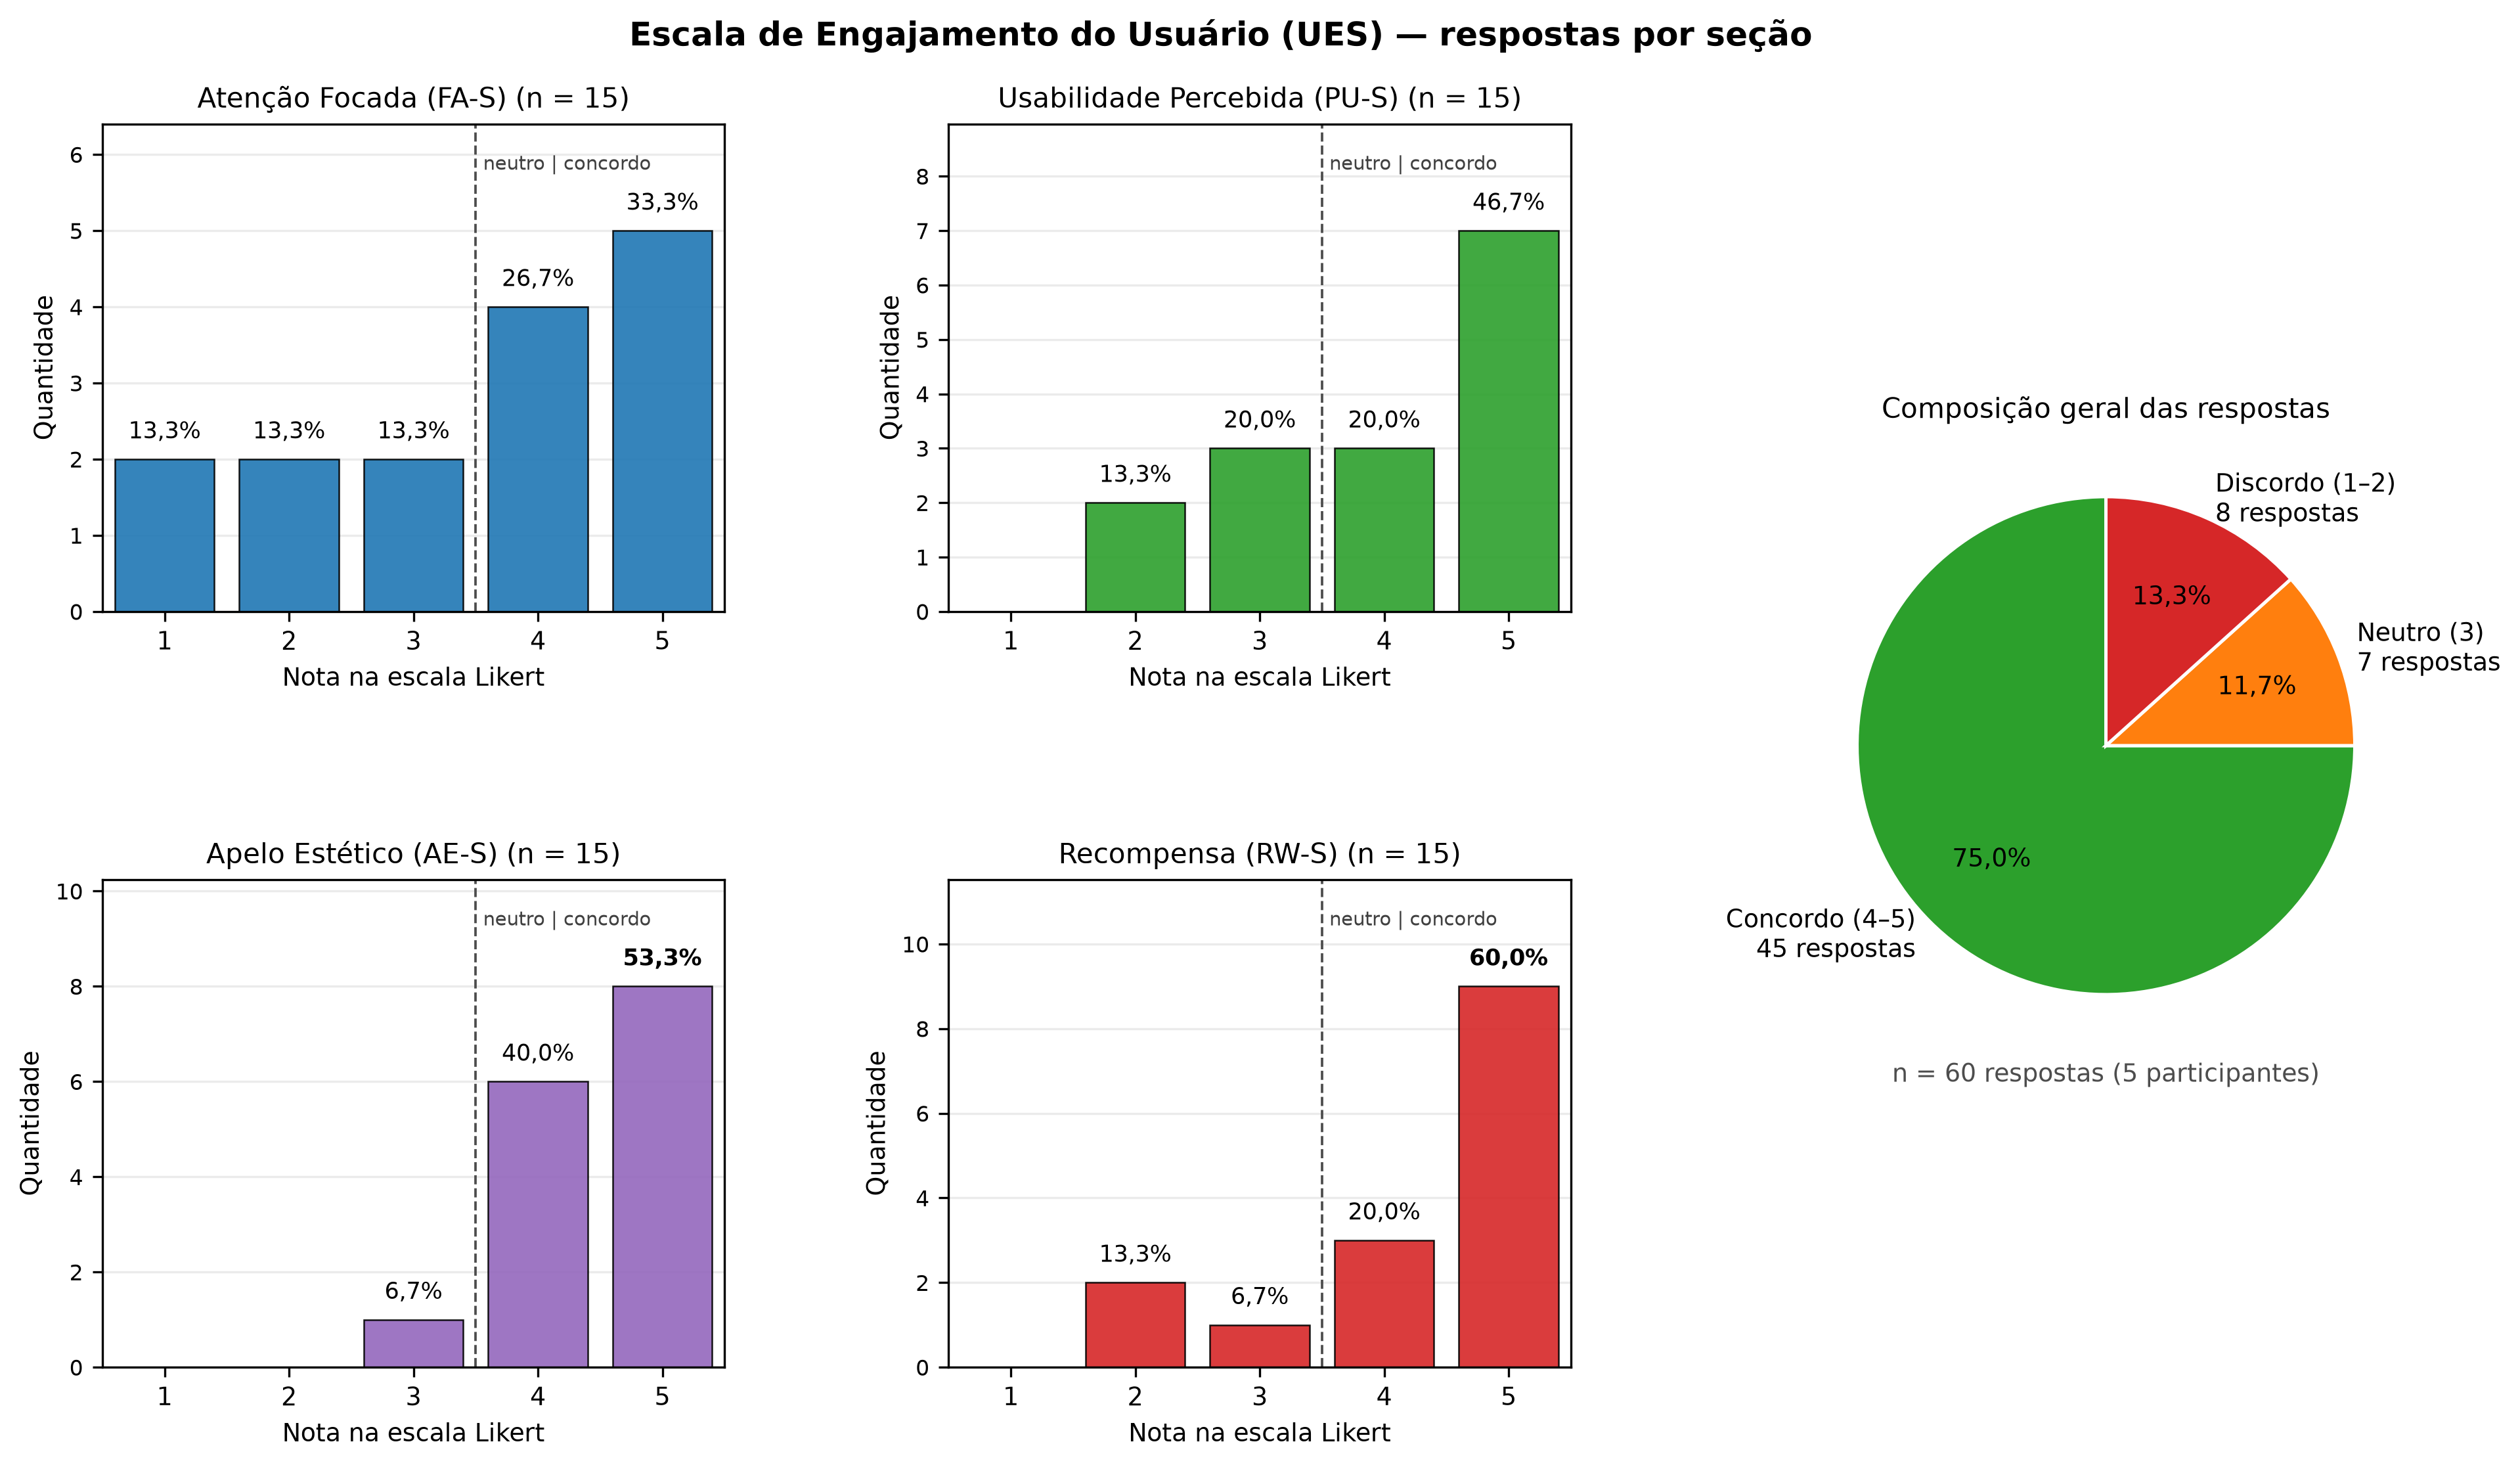 Escala de Engajamento do Usuário (UES) — respostas por seção
Atenção Focada (FA-S) (n = 15)
neutro | concordo
13,3%
13,3%
13,3%
26,7%
33,3%
Quantidade
6
5
4
3
2
1
0
1 2 3 4 5
Nota na escala Likert
Usabilidade Percebida (PU-S) (n = 15)
neutro | concordo
13,3%
20,0%
20,0%
46,7%
Quantidade
8
7
6
5
4
3
2
1
0
1 2 3 4 5
Nota na escala Likert
Apelo Estético (AE-S) (n = 15)
neutro | concordo
6,7%
40,0%
53,3%
Quantidade
10
8
6
4
2
0
1 2 3 4 5
Nota na escala Likert
Recompensa (RW-S) (n = 15)
neutro | concordo
13,3%
6,7%
20,0%
60,0%
Quantidade
10
8
6
4
2
0
1 2 3 4 5
Nota na escala Likert
Composição geral das respostas
Discordo (1–2)
8 respostas
13,3%
Neutro (3)
7 respostas
11,7%
75,0%
Concordo (4–5)
45 respostas
n = 60 respostas (5 participantes)